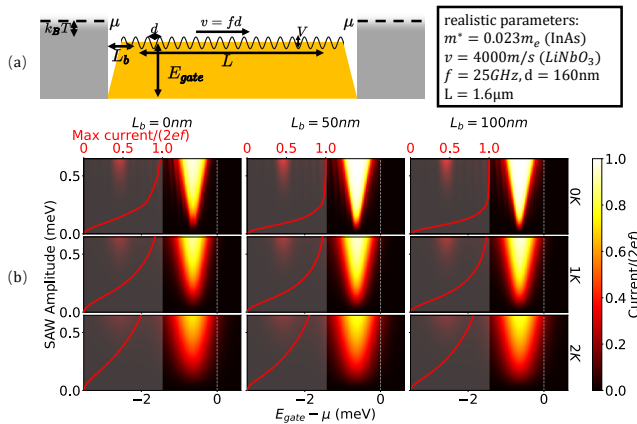 μ
d
v = fd
V
μ
k_BT
L_b
L
E_gate
(a)
realistic parameters:
m* = 0.023m_e (InAs)
v = 4000m/s (LiNbO₃)
f = 25GHz, d = 160nm
L = 1.6μm
L_b = 0nm
L_b = 50nm
L_b = 100nm
Max current/(2ef)
0 0.5 1.0
0 0.5 1.0
0 0.5 1.0
(b)
SAW Amplitude (meV)
0.5
0.0
0.5
0.0
0.5
0.0
0K
1K
2K
−2 0
−2 0
−2 0
E_gate − μ (meV)
1.0
0.8
0.6
0.4
0.2
0.0
Current/(2ef)